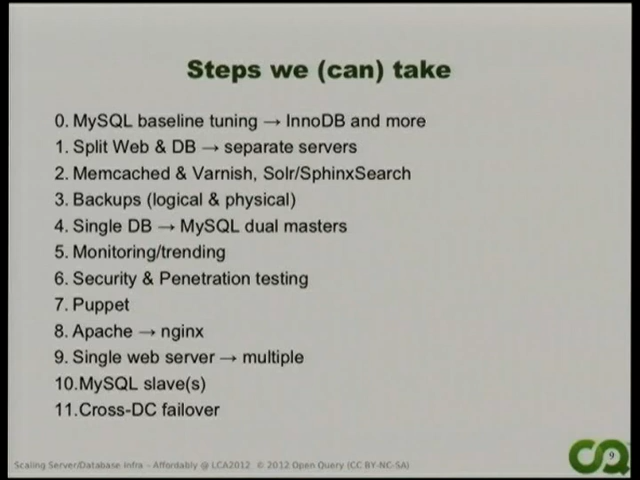 Steps we (can) take
0. MySQL baseline tuning → InnoDB and more
1. Split Web & DB → separate servers
2. Memcached & Varnish, Solr/SphinxSearch
3. Backups (logical & physical)
4. Single DB → MySQL dual masters
5. Monitoring/trending
6. Security & Penetration testing
7. Puppet
8. Apache → nginx
9. Single web server → multiple
10.MySQL slave(s)
11.Cross-DC failover
Scaling Server/Database Infra - Affordably @ LCA2012 © 2012 Open Query (CC BY-NC-SA)
9